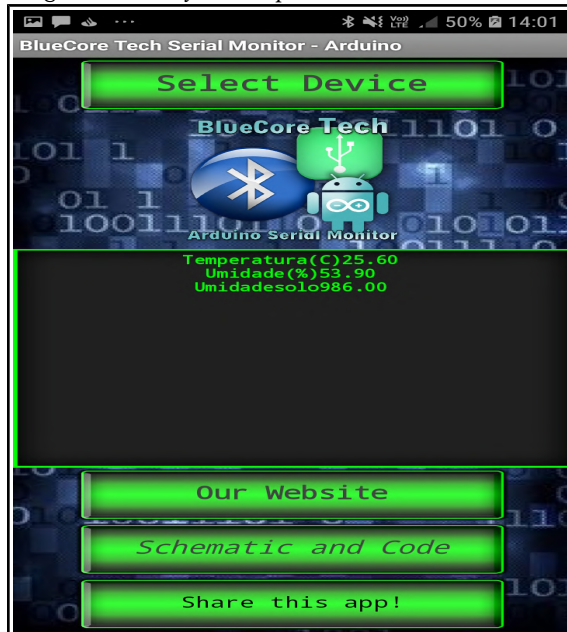 50% 14:01
BlueCore Tech Serial Monitor - Arduino
Select Device
BlueCore Tech
Arduino Serial Monitor
Temperatura(C)25.60
Umidade(%)53.90
Umidadesolo986.00
Our Website
Schematic and Code
Share this app!